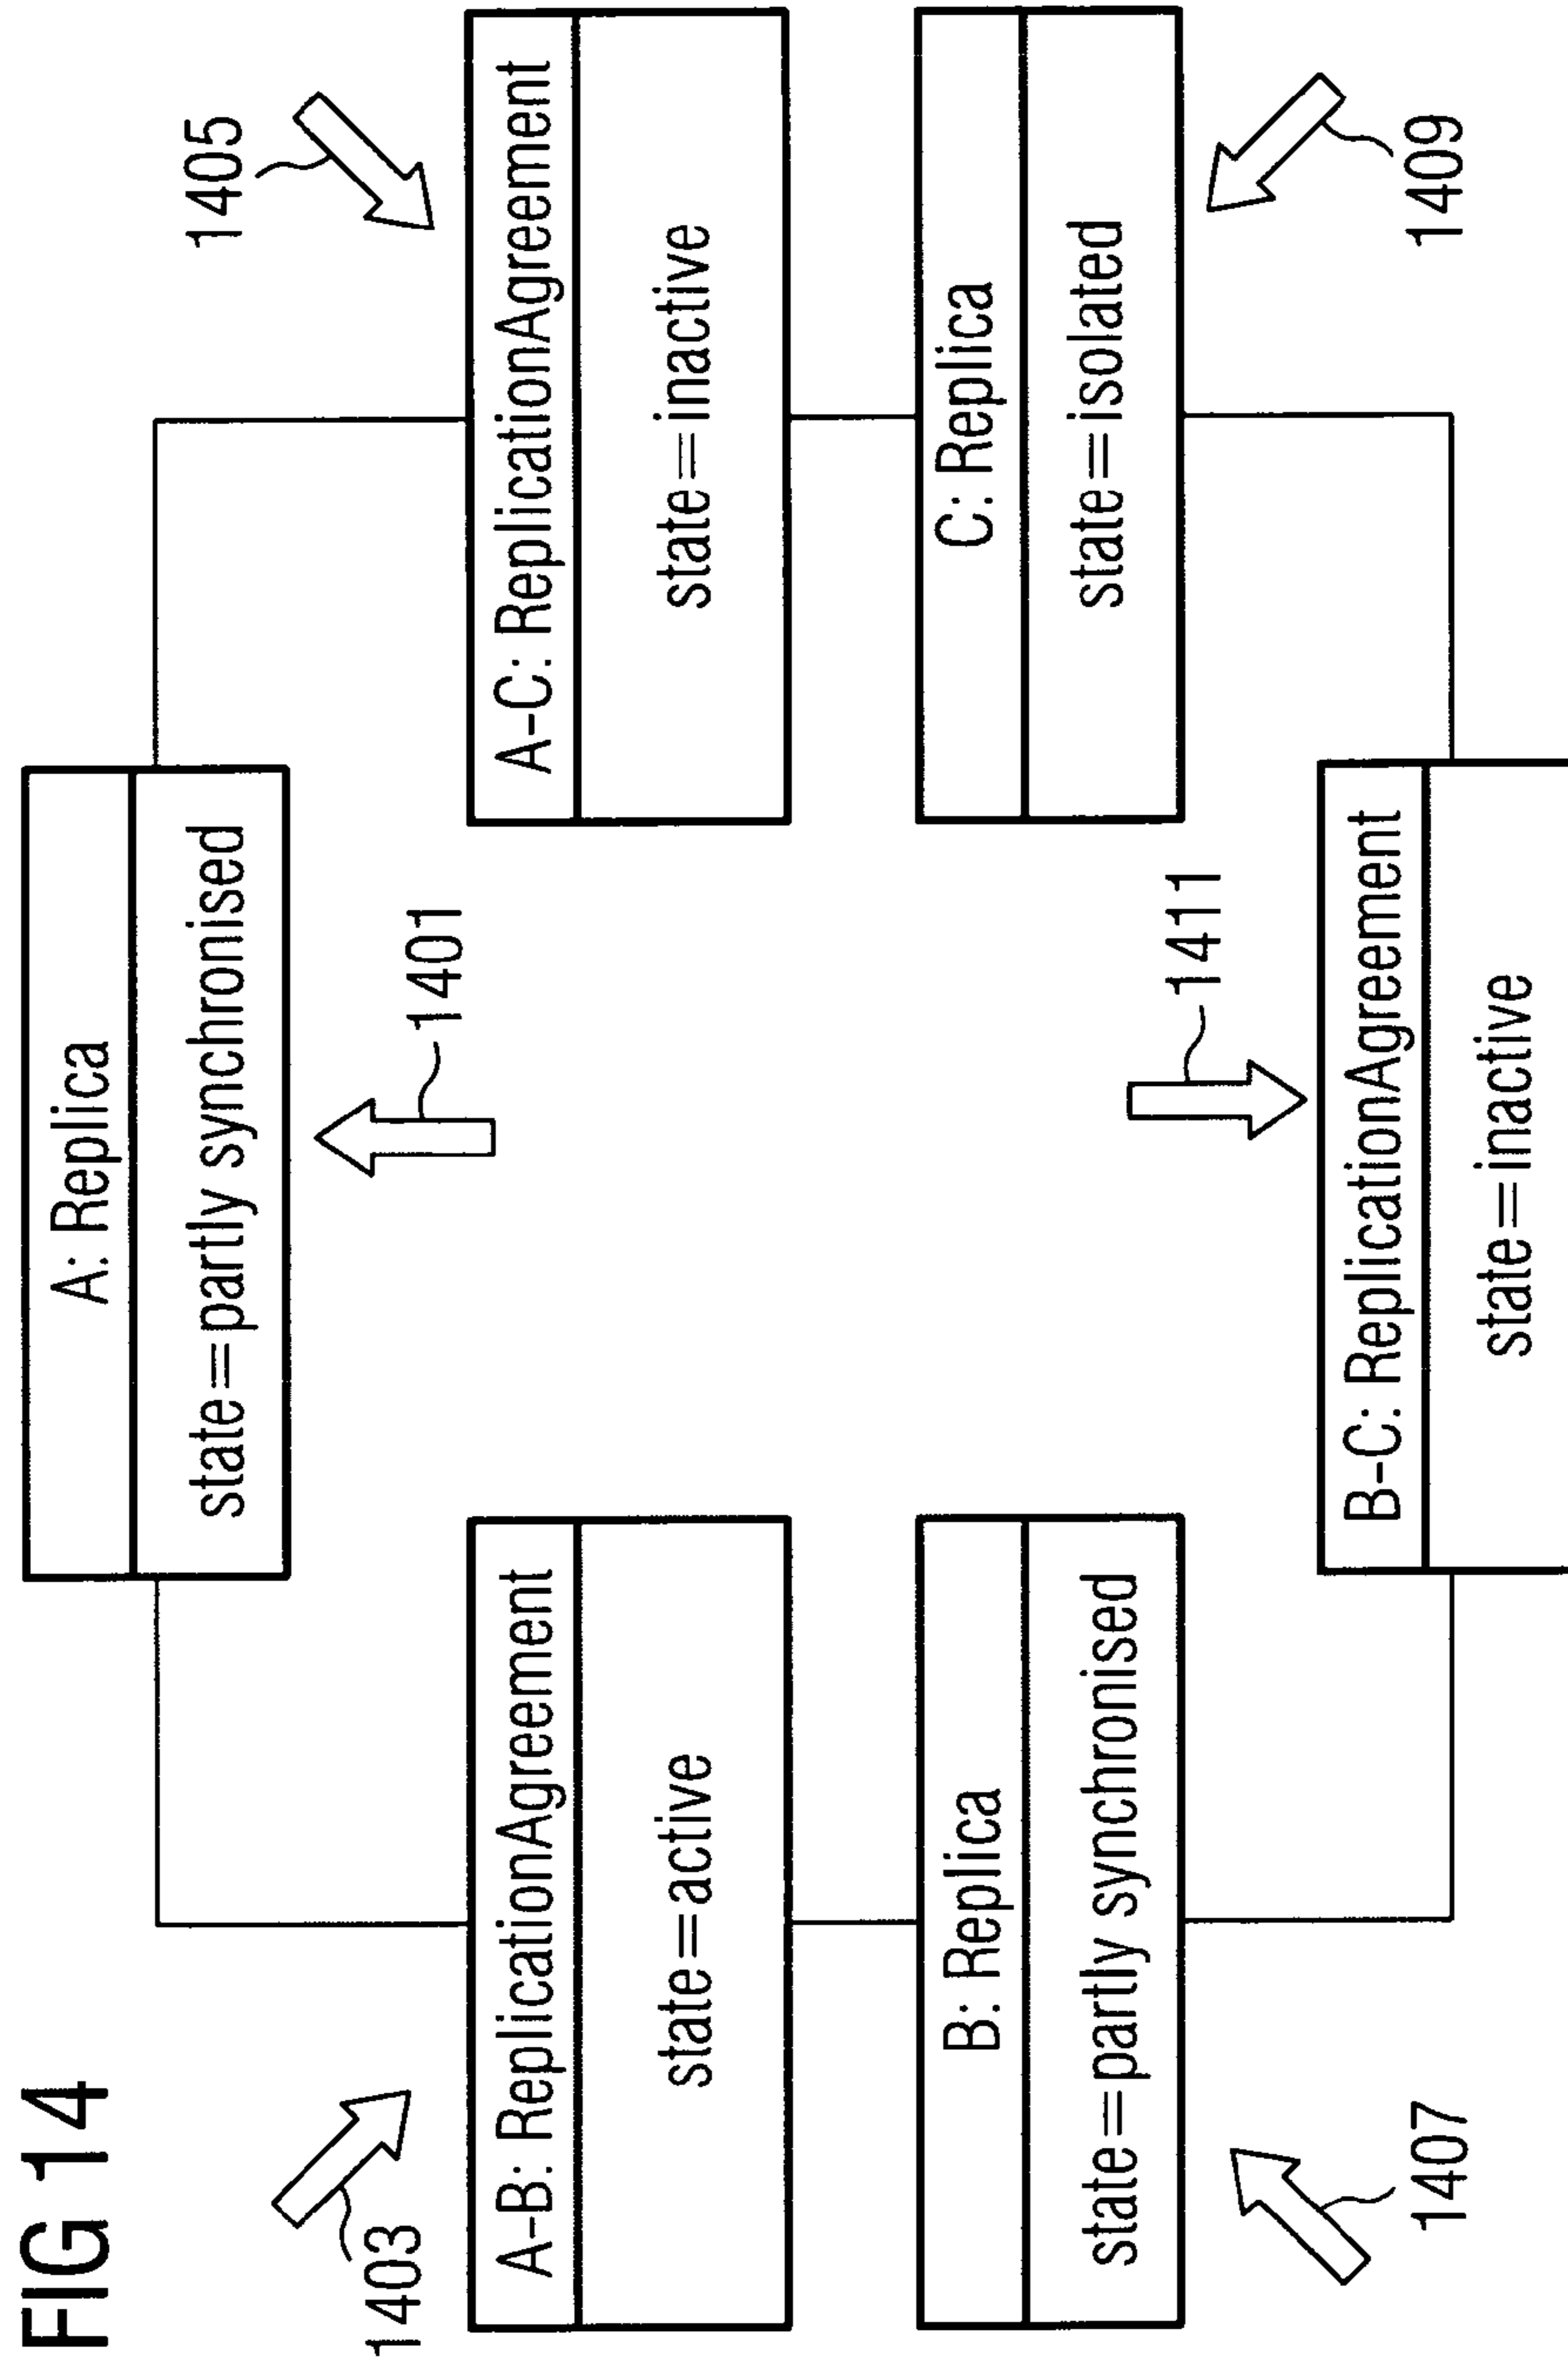 FIG 14
A: Replica
state=partly synchronised
1401
1403
A-B: ReplicationAgreement
state=active
1405
A-C: ReplicationAgreement
state=inactive
B: Replica
state=partly synchronised
1407
C: Replica
state=isolated
1409
1411
B-C: ReplicationAgreement
state=inactive